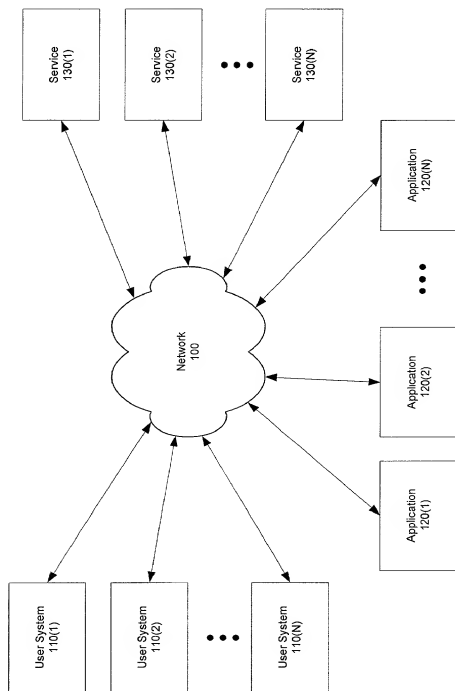 Service
130(1)
Service
130(2)
Service
130(N)
Network
100
Application
120(N)
Application
120(2)
Application
120(1)
User System
110(1)
User System
110(2)
User System
110(N)